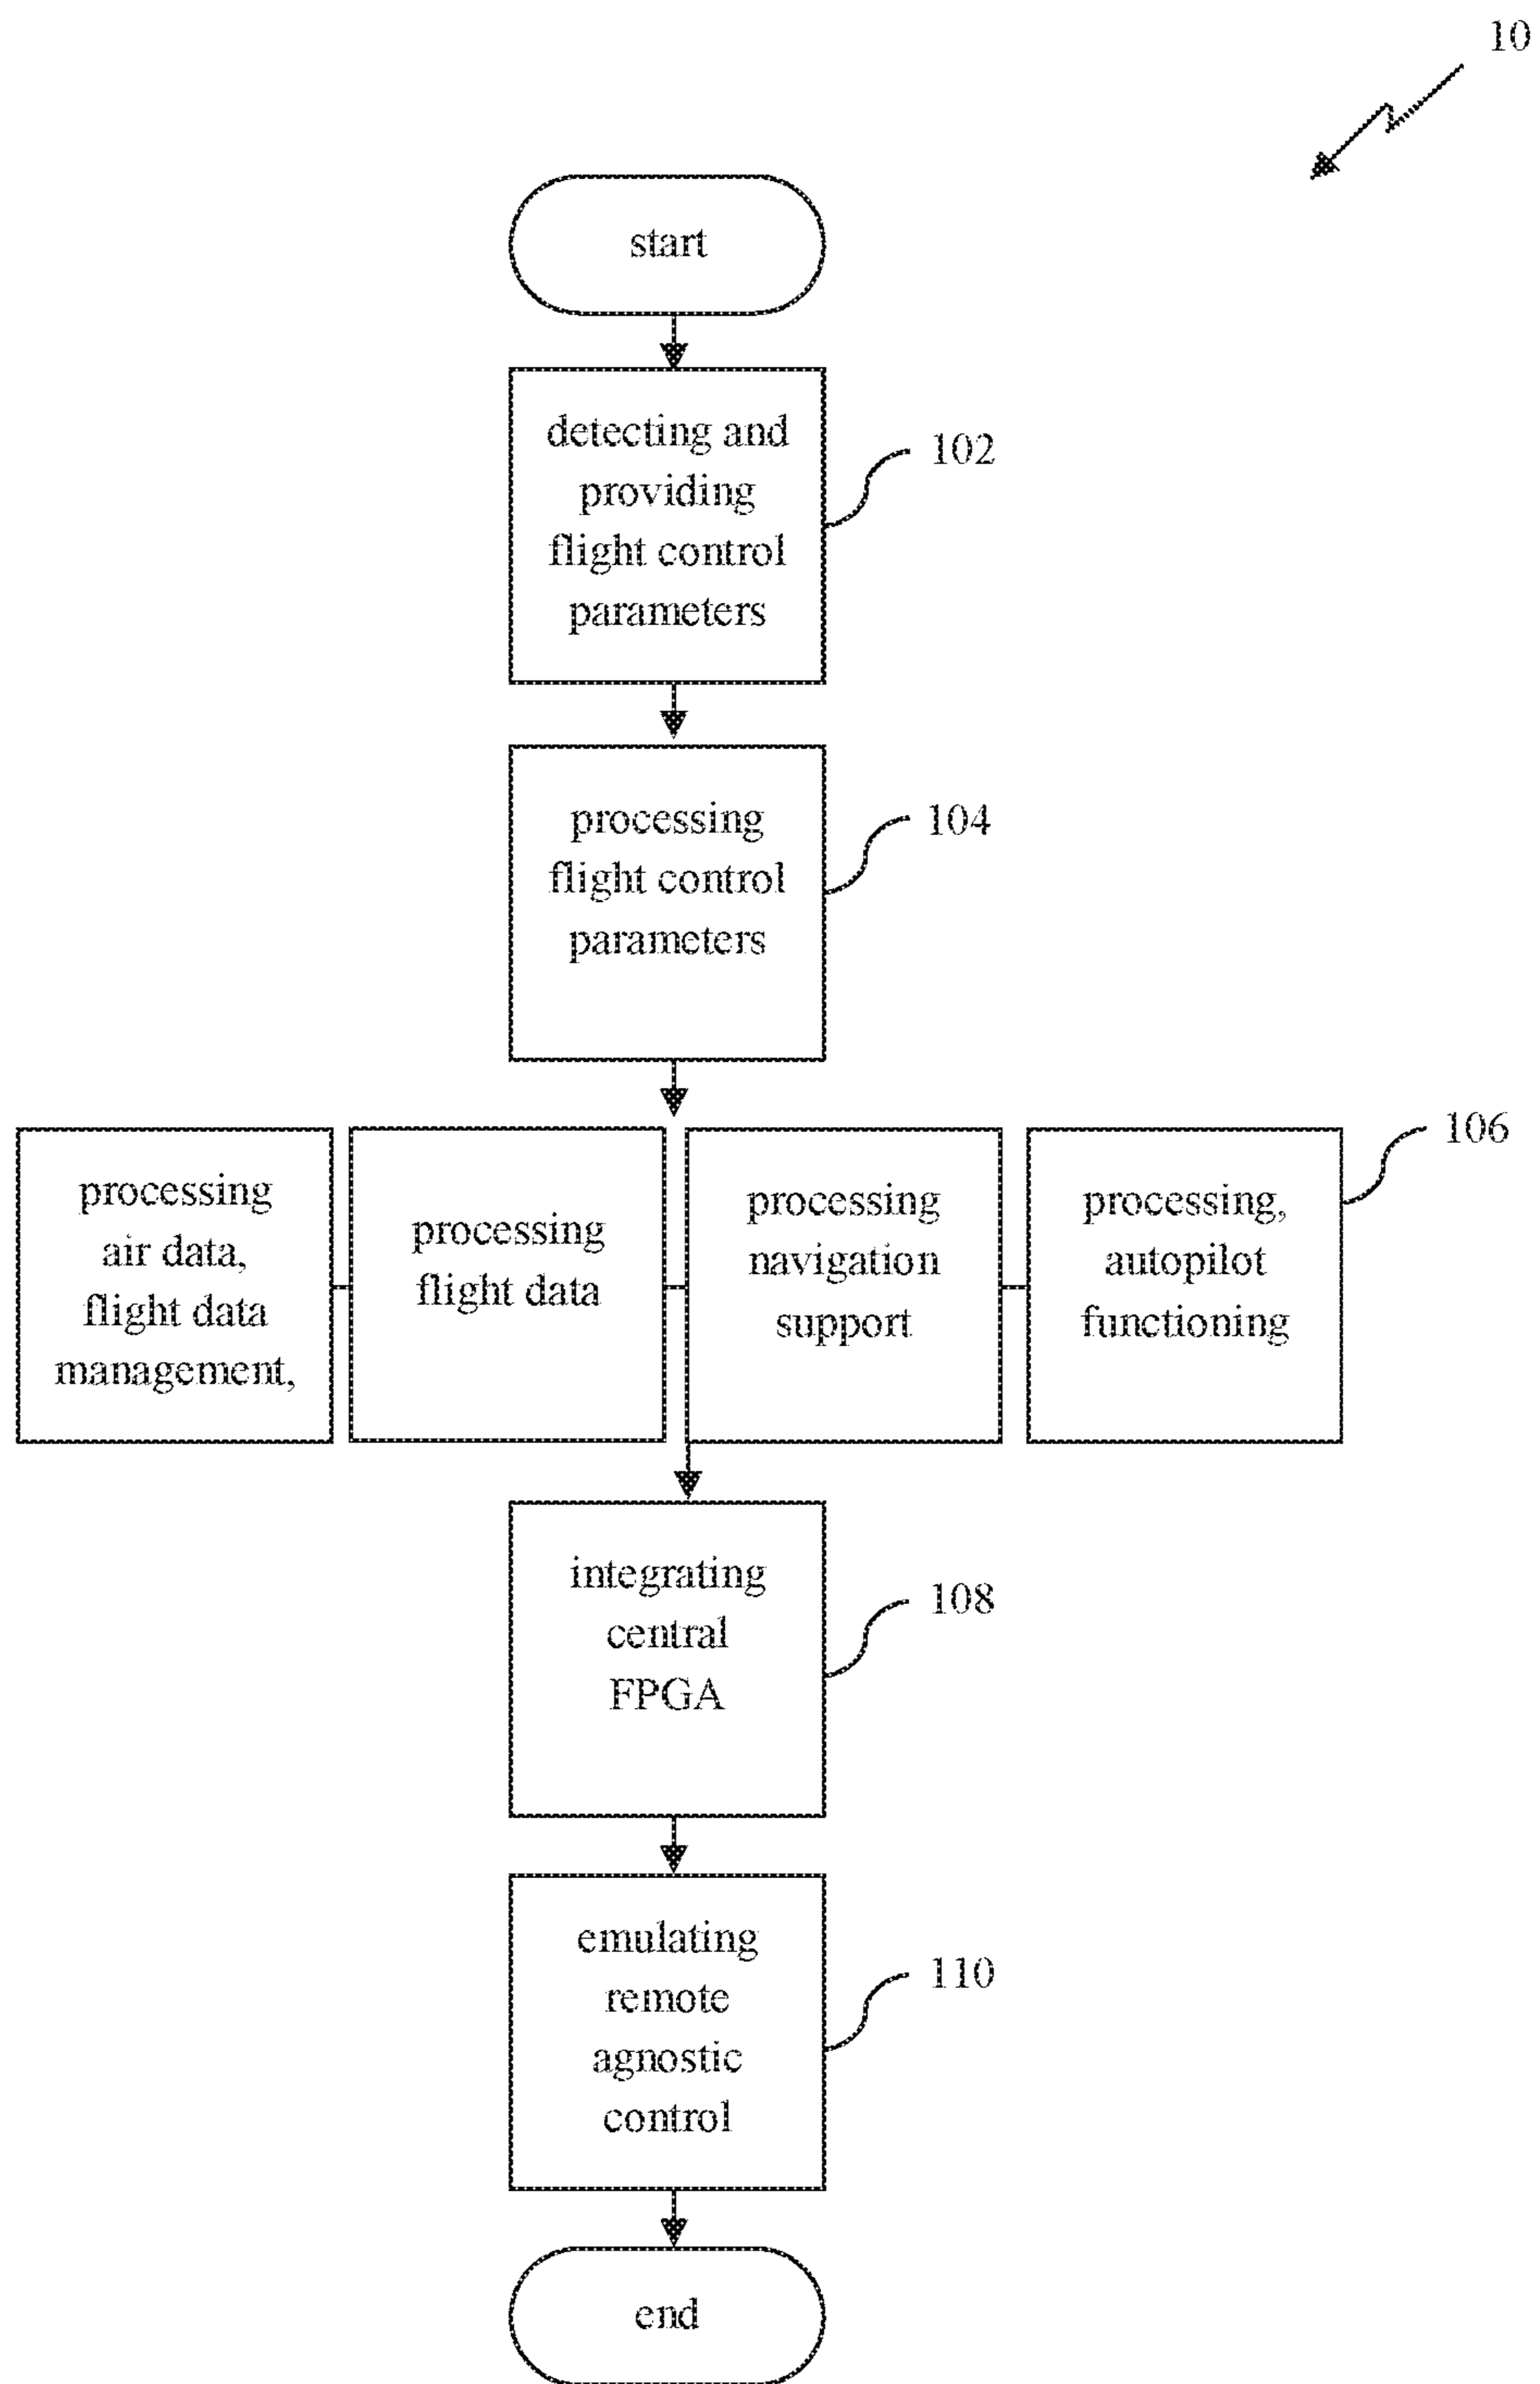 10
start
detecting and
providing
flight control
parameters
102
processing
flight control
parameters
104
processing
air data,
flight data
management,
processing
flight data
processing
navigation
support
processing,
autopilot
functioning
106
integrating
central
FPGA
108
emulating
remote
agnostic
control
110
end